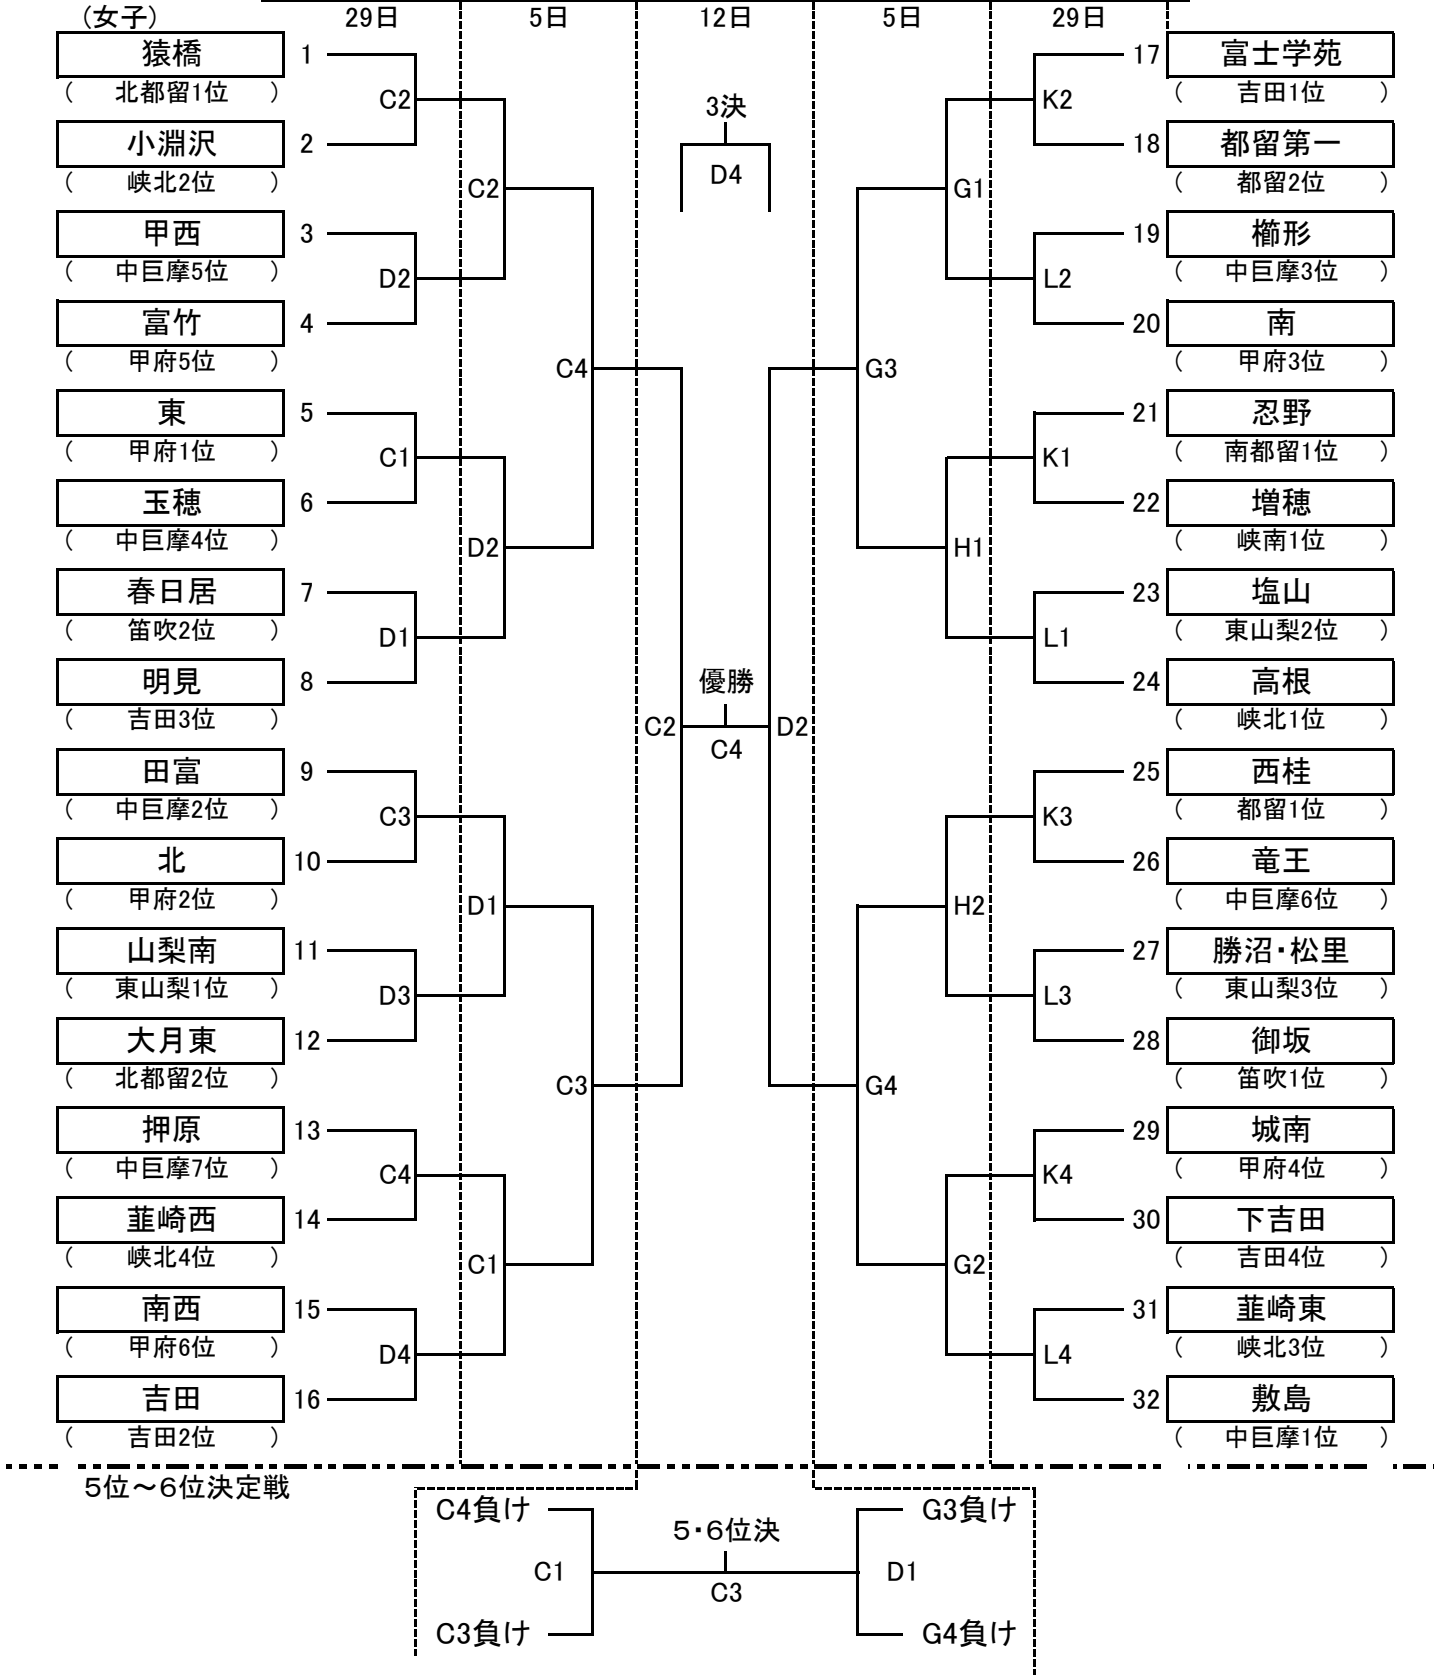 (女子)
29日 5日 12日 5日 29日
猿橋 1
( 北都留1位 )
小淵沢 2
( 峡北2位 )
甲西 3
( 中巨摩5位 )
富竹 4
( 甲府5位 )
東 5
( 甲府1位 )
玉穂 6
( 中巨摩4位 )
春日居 7
( 笛吹2位 )
明見 8
( 吉田3位 )
田富 9
( 中巨摩2位 )
北 10
( 甲府2位 )
山梨南 11
( 東山梨1位 )
大月東 12
( 北都留2位 )
押原 13
( 中巨摩7位 )
韮崎西 14
( 峡北4位 )
南西 15
( 甲府6位 )
吉田 16
( 吉田2位 )
C2
D2
C1
D1
C3
D3
C4
D4
C2
D2
D1
C1
C4
C3
3決
D4
優勝
C2 C4 D2
G3
G4
G1
H1
H2
G2
K2
L2
K1
L1
K3
L3
K4
L4
17 富士学苑
( 吉田1位 )
18 都留第一
( 都留2位 )
19 櫛形
( 中巨摩3位 )
20 南
( 甲府3位 )
21 忍野
( 南都留1位 )
22 増穂
( 峡南1位 )
23 塩山
( 東山梨2位 )
24 高根
( 峡北1位 )
25 西桂
( 都留1位 )
26 竜王
( 中巨摩6位 )
27 勝沼・松里
( 東山梨3位 )
28 御坂
( 笛吹1位 )
29 城南
( 甲府4位 )
30 下吉田
( 吉田4位 )
31 韮崎東
( 峡北3位 )
32 敷島
( 中巨摩1位 )
5位～6位決定戦
C4負け G3負け
5・6位決
C1 C3 D1
C3負け G4負け